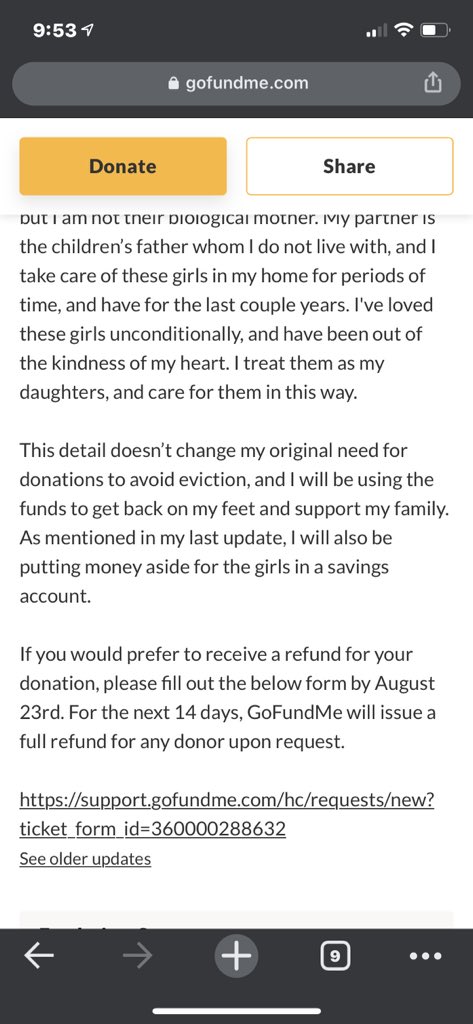 9:53
gofundme.com
Donate
Share
but I am not their biological mother. My partner is
the children’s father whom I do not live with, and I
take care of these girls in my home for periods of
time, and have for the last couple years. I've loved
these girls unconditionally, and have been out of
the kindness of my heart. I treat them as my
daughters, and care for them in this way.
This detail doesn’t change my original need for
donations to avoid eviction, and I will be using the
funds to get back on my feet and support my family.
As mentioned in my last update, I will also be
putting money aside for the girls in a savings
account.
If you would prefer to receive a refund for your
donation, please fill out the below form by August
23rd. For the next 14 days, GoFundMe will issue a
full refund for any donor upon request.
https://support.gofundme.com/hc/requests/new?
ticket_form_id=360000288632
See older updates
9